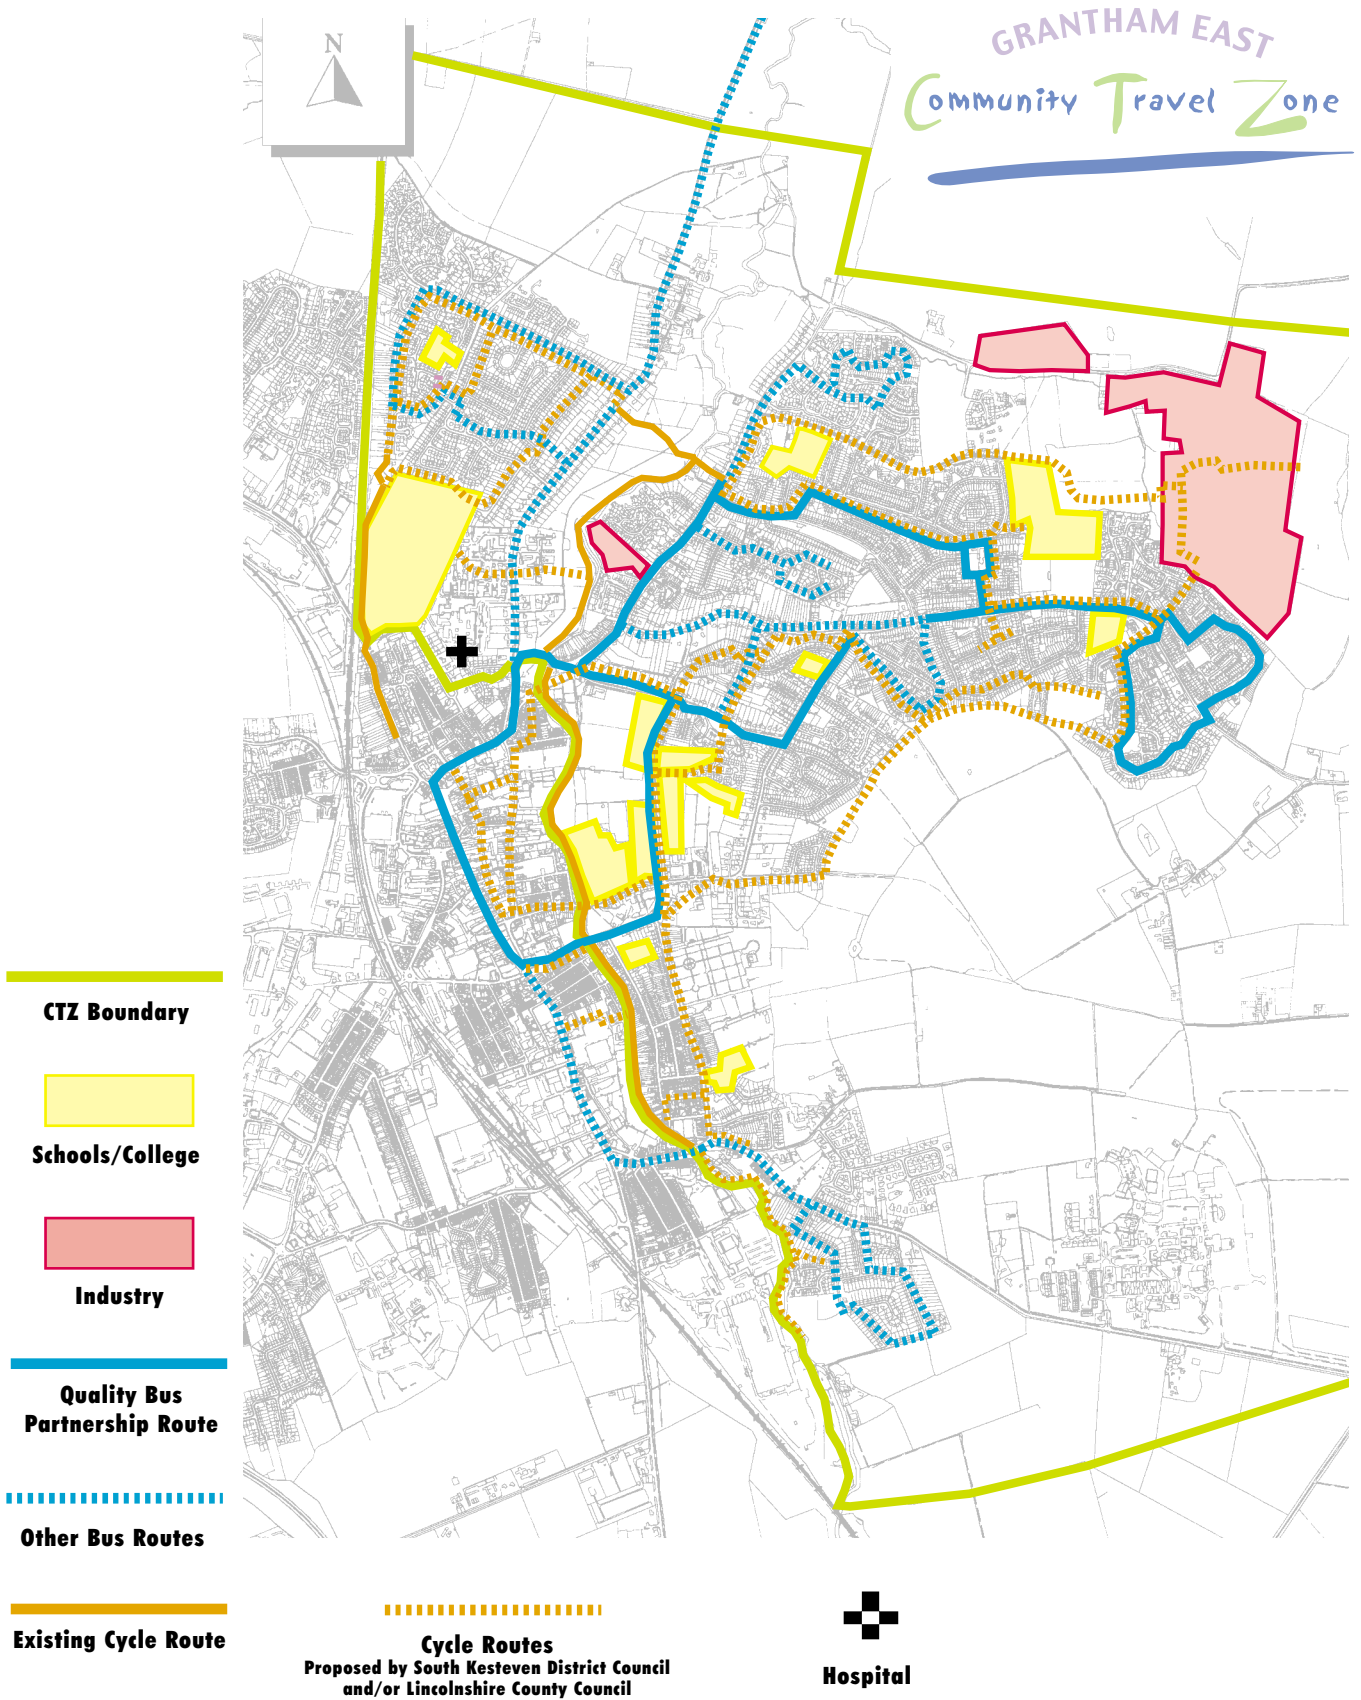 N
GRANTHAM EAST
Community Travel Zone
CTZ Boundary
Schools/College
Industry
Quality Bus
Partnership Route
Other Bus Routes
Existing Cycle Route
Cycle Routes
Proposed by South Kesteven District Council
and/or Lincolnshire County Council
Hospital